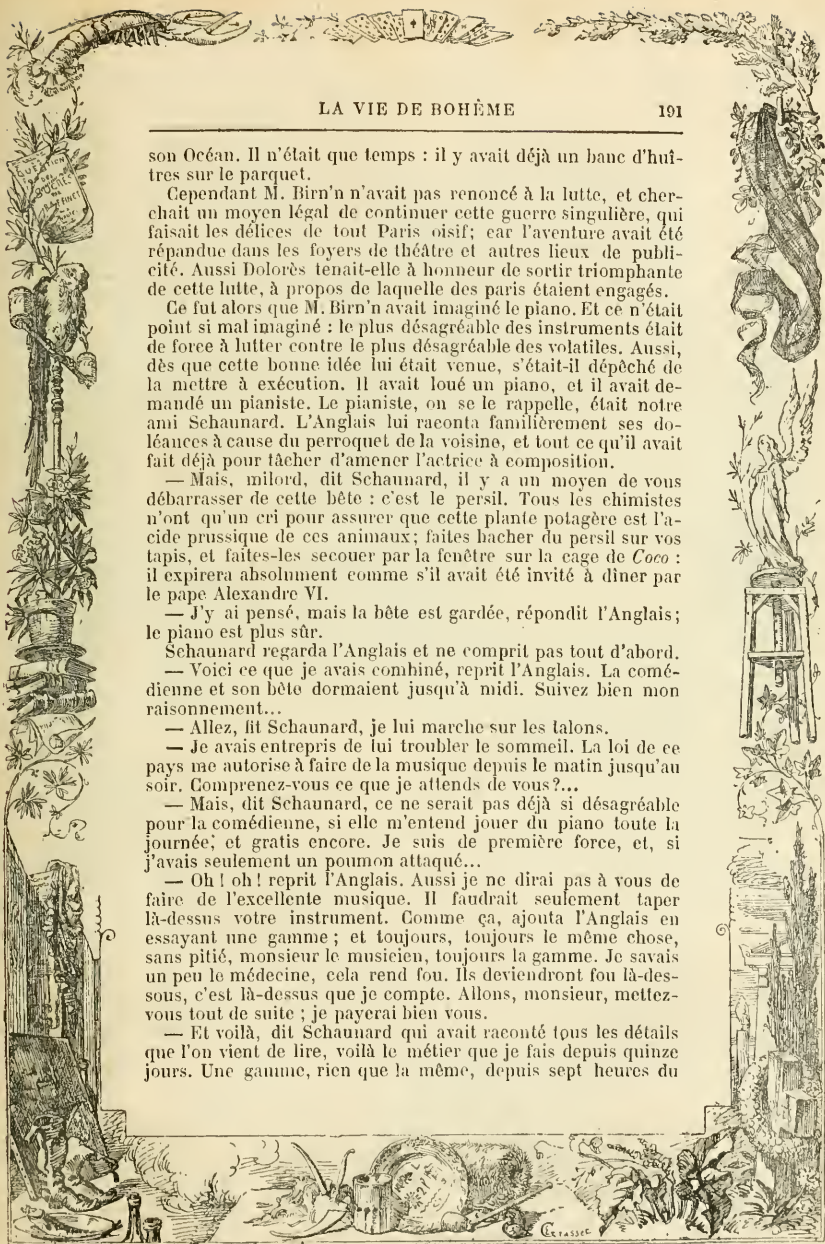 LA VIE DE BOHÈME 191
son Océan. Il n'était que temps : il y avait déjà un banc d'huî-
tres sur le parquet.
Cependant M. Birn'n n'avait pas renoncé à la lutte, et cher-
chait un moyen légal de continuer cette guerre singulière, qui
faisait les délices de tout Paris oisif; car l'aventure avait été
répandue dans les foyers de théâtre et autres lieux de publi-
cité. Aussi Dolorès tenait-elle à honneur de sortir triomphante
de cette lutte, à propos de laquelle des paris étaient engagés.
Ce fut alors que M. Birn'n avait imaginé le piano. Et ce n'était
point si mal imaginé : le plus désagréable des instruments était
de force à lutter contre le plus désagréable des volatiles. Aussi,
dès que cette bonne idée lui était venue, s'était-il dépêché de
la mettre à exécution. Il avait loué un piano, et il avait de-
mandé un pianiste. Le pianiste, on se le rappelle, était notre
ami Schaunard. L'Anglais lui raconta familièrement ses do-
léances à cause du perroquet de la voisine, et tout ce qu'il avait
fait déjà pour tâcher d'amener l'actrice à composition.
— Mais, milord, dit Schaunard, il y a un moyen de vous
débarrasser de cette bête : c'est le persil. Tous les chimistes
n'ont qu'un cri pour assurer que cette plante potagère est l'a-
cide prussique de ces animaux; faites hacher du persil sur vos
tapis, et faites-les secouer par la fenêtre sur la cage de Coco :
il expirera absolument comme s'il avait été invité à dîner par
le pape Alexandre VI.
— J'y ai pensé, mais la bête est gardée, répondit l'Anglais;
le piano est plus sûr.
Schaunard regarda l'Anglais et ne comprit pas tout d'abord.
— Voici ce que je avais combiné, reprit l'Anglais. La comé-
dienne et son bête dormaient jusqu'à midi. Suivez bien mon
raisonnement...
— Allez, fit Schaunard, je lui marche sur les talons.
— Je avais entrepris de lui troubler le sommeil. La loi de ce
pays me autorise à faire de la musique depuis le matin jusqu'au
soir. Comprenez-vous ce que je attends de vous?...
— Mais, dit Schaunard, ce ne serait pas déjà si désagréable
pour la comédienne, si elle m'entend jouer du piano toute la
journée; et gratis encore. Je suis de première force, et, si
j'avais seulement un poumon attaqué...
— Oh ! oh ! reprit l'Anglais. Aussi je ne dirai pas à vous de
faire de l'excellente musique. Il faudrait seulement taper
là-dessus votre instrument. Comme ça, ajouta l'Anglais en
essayant une gamme ; et toujours, toujours le même chose,
sans pitié, monsieur le musicien, toujours la gamme. Je savais
un peu le médecine, cela rend fou. Ils deviendront fou là-des-
sous, c'est là-dessus que je compte. Allons, monsieur, mettez-
vous tout de suite ; je payerai bien vous.
— Et voilà, dit Schaunard qui avait raconté tous les détails
que l'on vient de lire, voilà le métier que je fais depuis quinze
jours. Une gamme, rien que la même, depuis sept heures du